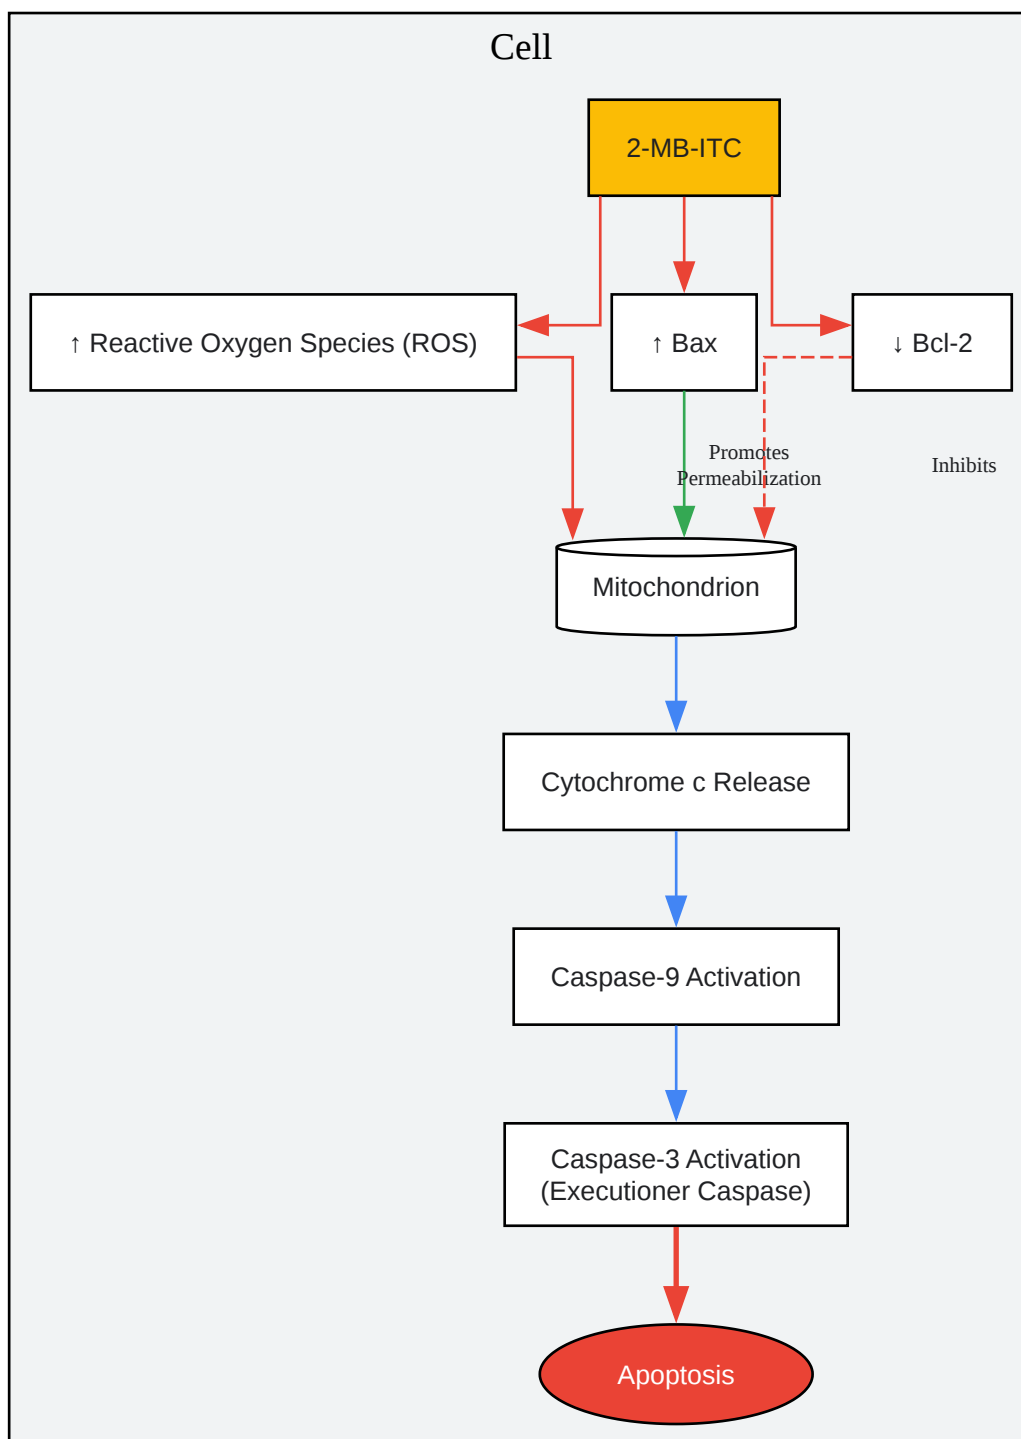 Cell
2-MB-ITC
↑ Reactive Oxygen Species (ROS)
↑ Bax
↓ Bcl-2
Promotes
Permeabilization
Inhibits
Mitochondrion
Cytochrome c Release
Caspase-9 Activation
Caspase-3 Activation
(Executioner Caspase)
Apoptosis